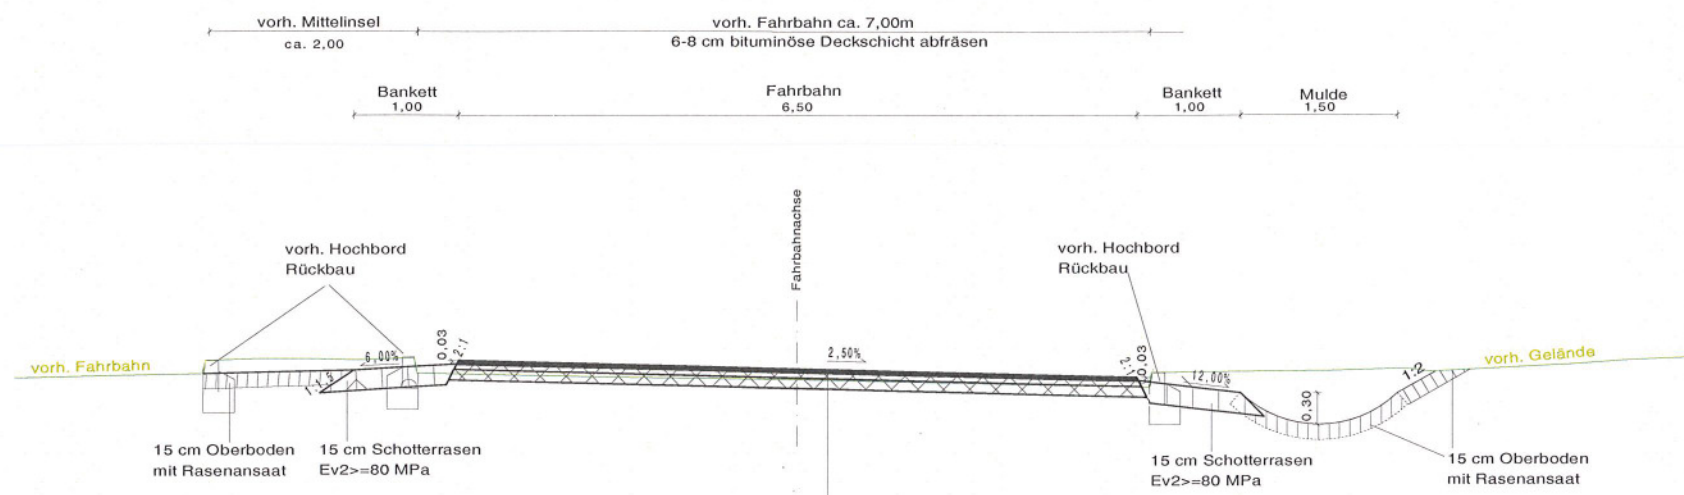 vorh. Mittelinsel
ca. 2,00
vorh. Fahrbahn ca. 7,00m
6-8 cm bituminöse Deckschicht abfräsen
Bankett
1,00
Fahrbahn
6,50
Bankett
1,00
Mulde
1,50
Fahrbahnachse
vorh. Hochbord
Rückbau
vorh. Hochbord
Rückbau
vorh. Fahrbahn
6,00%
0,03
2:1
2,50%
2:1
0,03
12,00%
0,30
1:2
vorh. Gelände
1:1.5
15 cm Oberboden
mit Rasenansaat
15 cm Schotterrasen
Ev2>=80 MPa
15 cm Schotterrasen
Ev2>=80 MPa
15 cm Oberboden
mit Rasenansaat